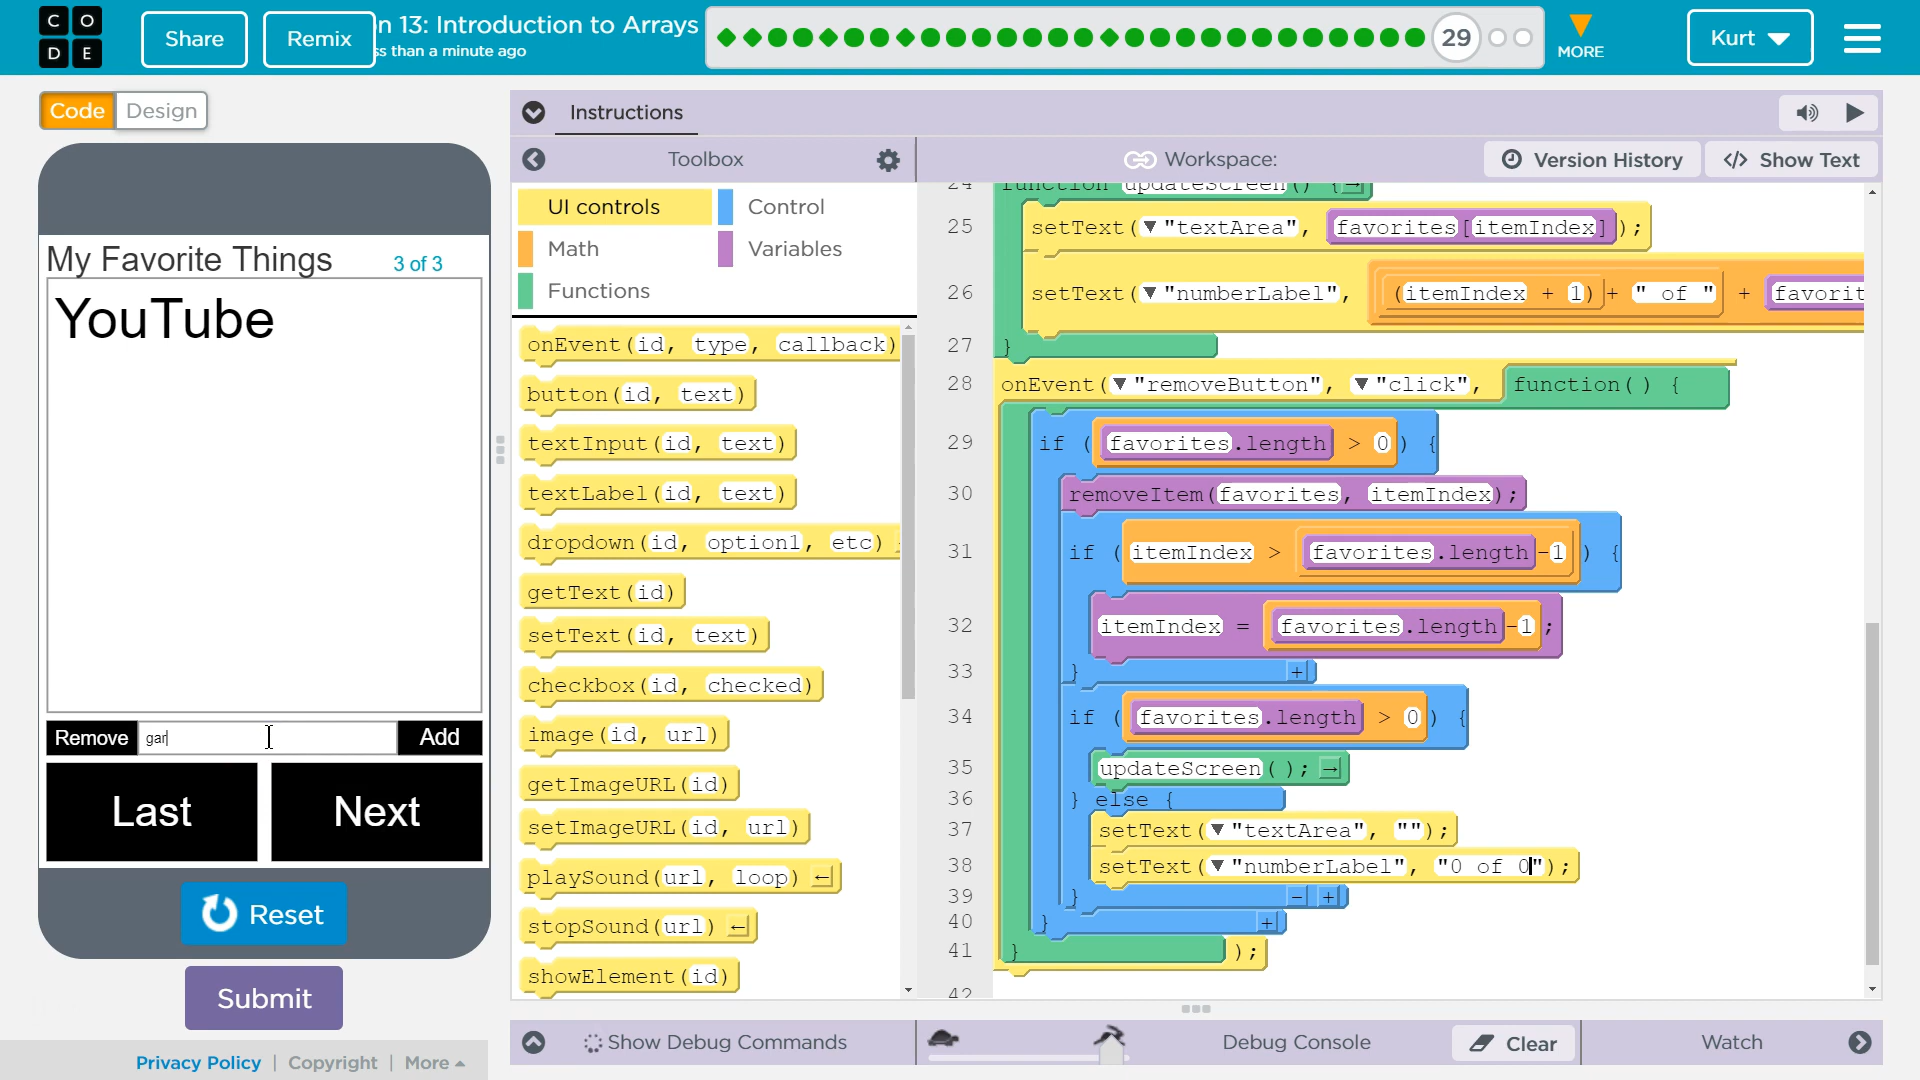 C O
D E
Share
Remix
n 13: Introduction to Arrays
ss than a minute ago
29
MORE
Kurt
Code
Design
Instructions
Toolbox
Workspace:
Version History
</> Show Text
My Favorite Things
3 of 3
YouTube
Remove
gar
Add
Last
Next
Reset
Submit
Privacy Policy | Copyright | More
UI controls
Control
Math
Variables
Functions
onEvent(id, type, callback)
button(id, text)
textInput(id, text)
textLabel(id, text)
dropdown(id, option1, etc)
getText(id)
setText(id, text)
checkbox(id, checked)
image(id, url)
getImageURL(id)
setImageURL(id, url)
playSound(url, loop)
stopSound(url)
showElement(id)
24 function updateScreen() {
25 setText("textArea", favorites[itemIndex]);
26 setText("numberLabel", (itemIndex + 1) + " of " + favorit
27 }
28 onEvent("removeButton", "click", function() {
29 if (favorites.length > 0) {
30 removeItem(favorites, itemIndex);
31 if (itemIndex > favorites.length-1) {
32 itemIndex = favorites.length-1;
33 }
34 if (favorites.length > 0) {
35 updateScreen();
36 } else {
37 setText("textArea", "");
38 setText("numberLabel", "0 of 0");
39 }
40 }
41 });
42
Show Debug Commands
Debug Console
Clear
Watch